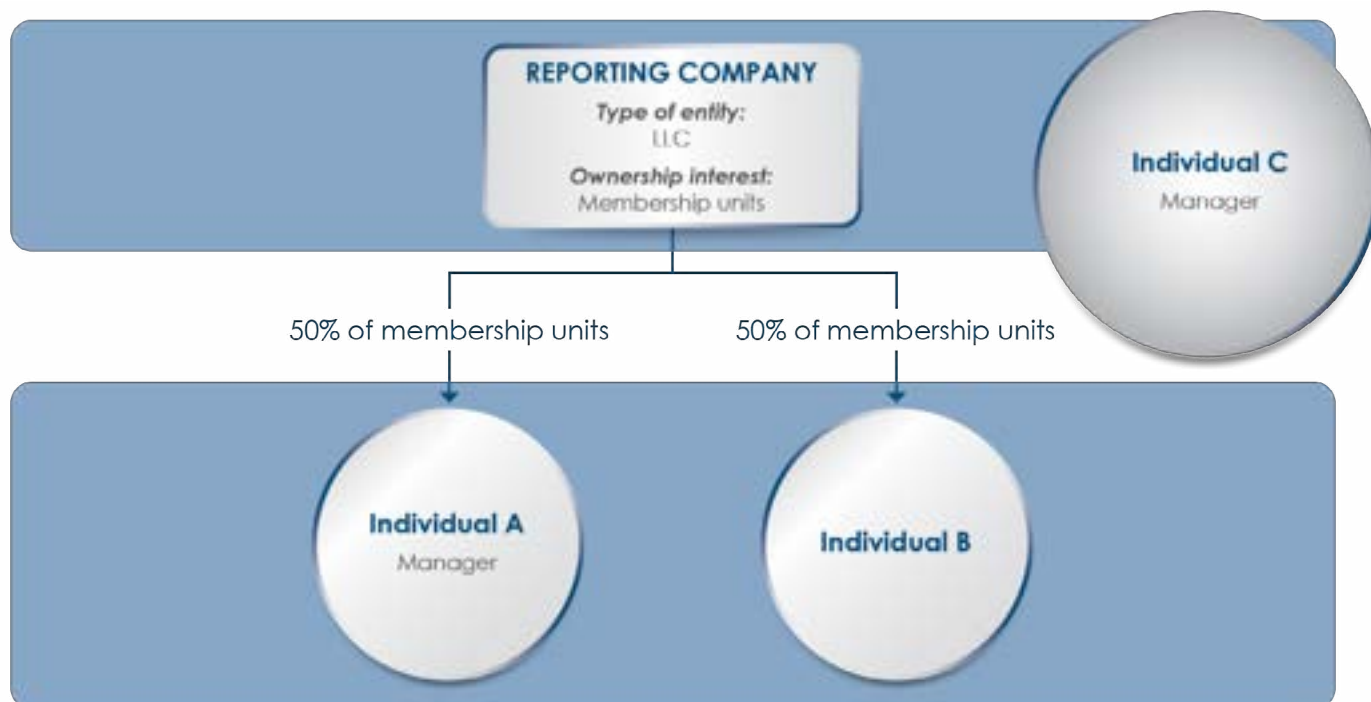 REPORTING COMPANY
Type of entity:
LLC
Ownership interest:
Membership units
Individual C
Manager
50% of membership units
50% of membership units
Individual A
Manager
Individual B